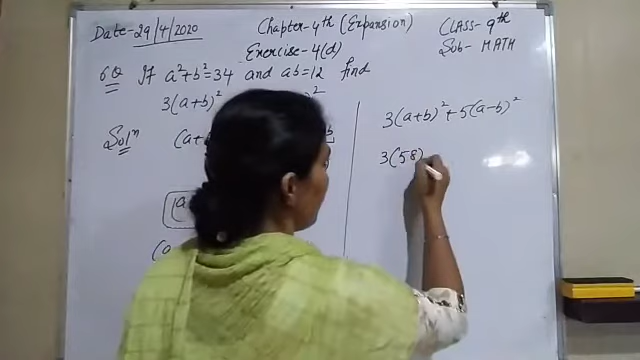 Date-29/4/2020 Chapter-4th (Expansion) CLASS-9th
Exercise-4(d) Sub- MATH
6Q If a²+b²=34 and ab=12 find
3(a+b)² )²
Solⁿ (a+ b
(a
(a
3(a+b)²+5(a-b)²
3(58)